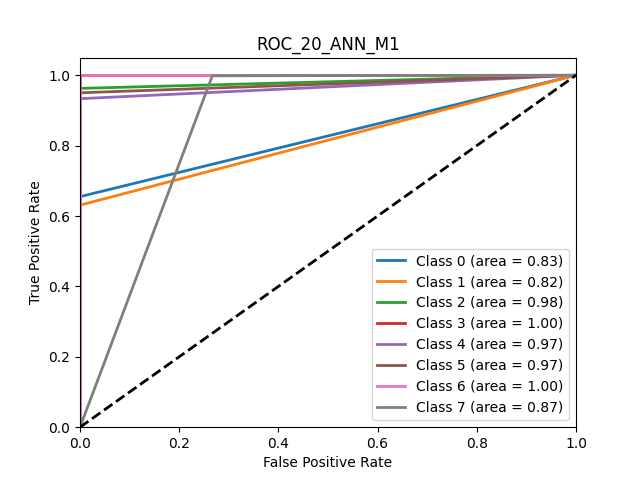 ROC_20_ANN_M1
True Positive Rate
1.0
0.8
0.6
0.4
0.2
0.0
Class 0 (area = 0.83)
Class 1 (area = 0.82)
Class 2 (area = 0.98)
Class 3 (area = 1.00)
Class 4 (area = 0.97)
Class 5 (area = 0.97)
Class 6 (area = 1.00)
Class 7 (area = 0.87)
0.0 0.2 0.4 0.6 0.8 1.0
False Positive Rate